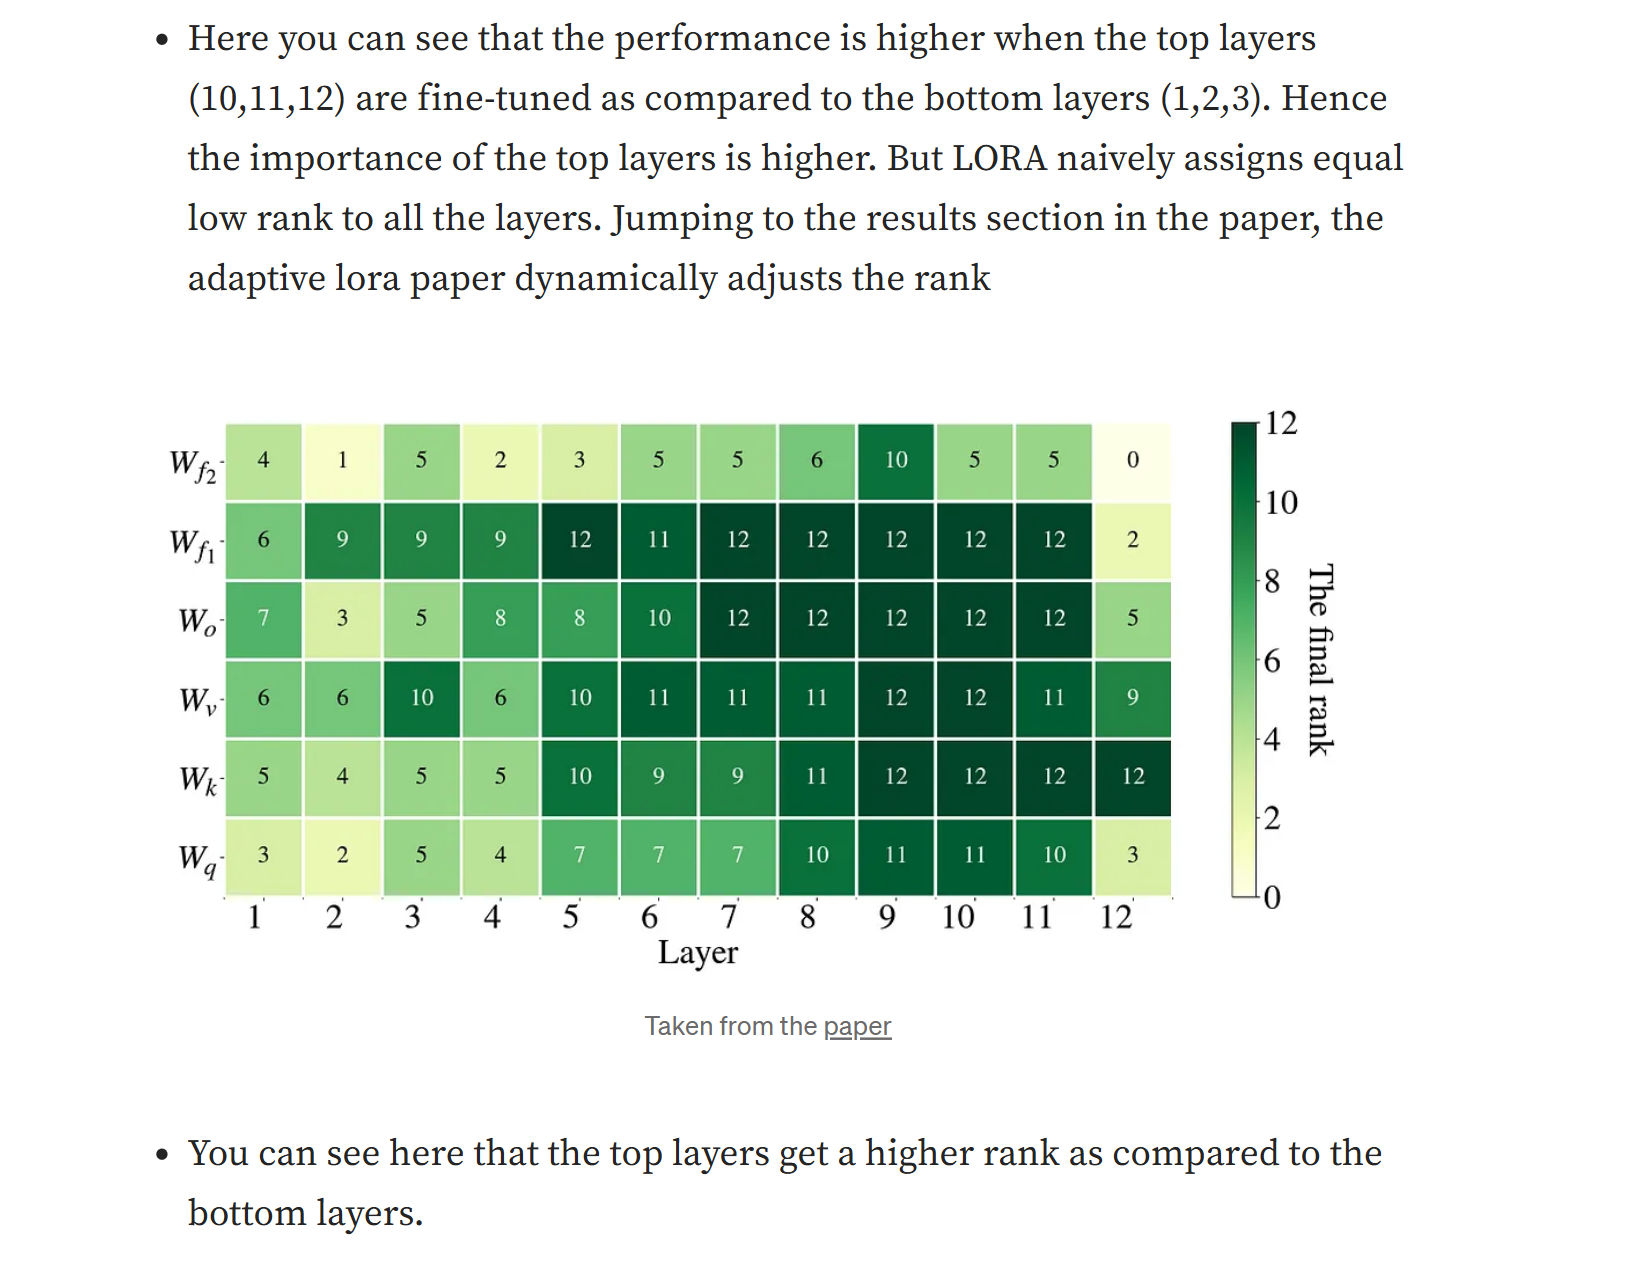 • Here you can see that the performance is higher when the top layers
(10,11,12) are fine-tuned as compared to the bottom layers (1,2,3). Hence
the importance of the top layers is higher. But LORA naively assigns equal
low rank to all the layers. Jumping to the results section in the paper, the
adaptive lora paper dynamically adjusts the rank
Wf2 4 1 5 2 3 5 5 6 10 5 5 0
Wf1 6 9 9 9 12 11 12 12 12 12 12 2
Wo 7 3 5 8 8 10 12 12 12 12 12 5
Wv 6 6 10 6 10 11 11 11 12 12 11 9
Wk 5 4 5 5 10 9 9 11 12 12 12 12
Wq 3 2 5 4 7 7 7 10 11 11 10 3
1 2 3 4 5 6 7 8 9 10 11 12
Layer
12
10
8
6
4
2
0
The final rank
Taken from the paper
• You can see here that the top layers get a higher rank as compared to the
bottom layers.